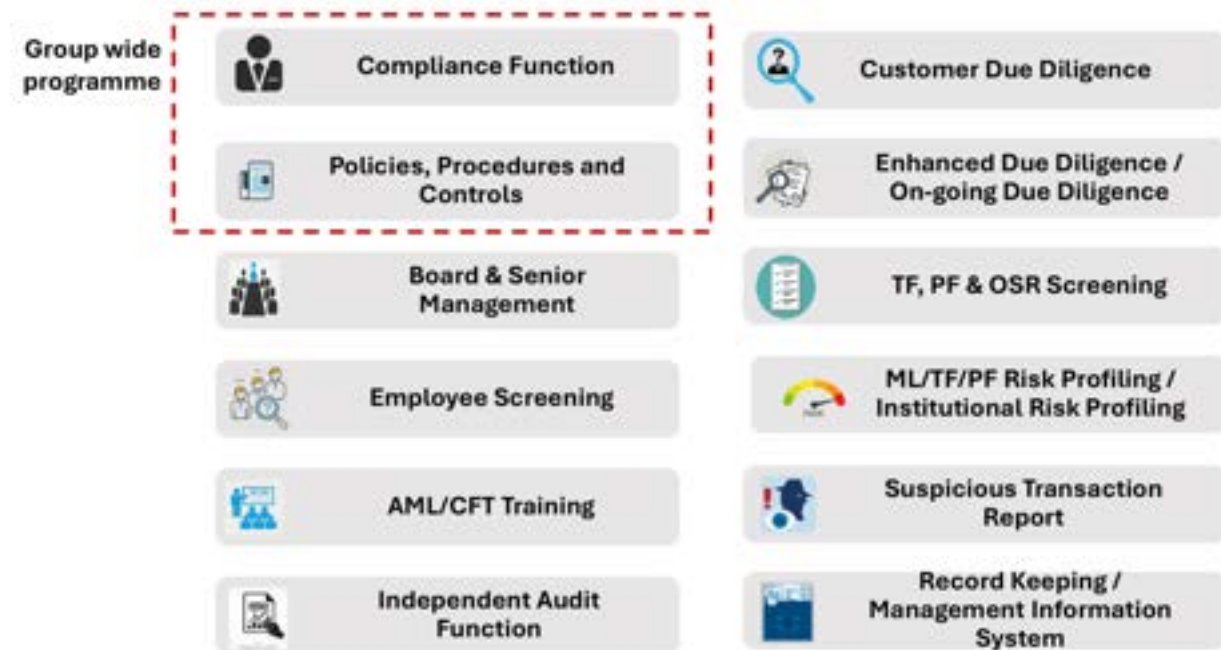 Group wide
programme
Compliance Function
Policies, Procedures and
Controls
Board & Senior
Management
Employee Screening
AML/CFT Training
Independent Audit
Function
Customer Due Diligence
Enhanced Due Diligence /
On-going Due Diligence
TF, PF & OSR Screening
ML/TF/PF Risk Profiling /
Institutional Risk Profiling
Suspicious Transaction
Report
Record Keeping /
Management Information
System